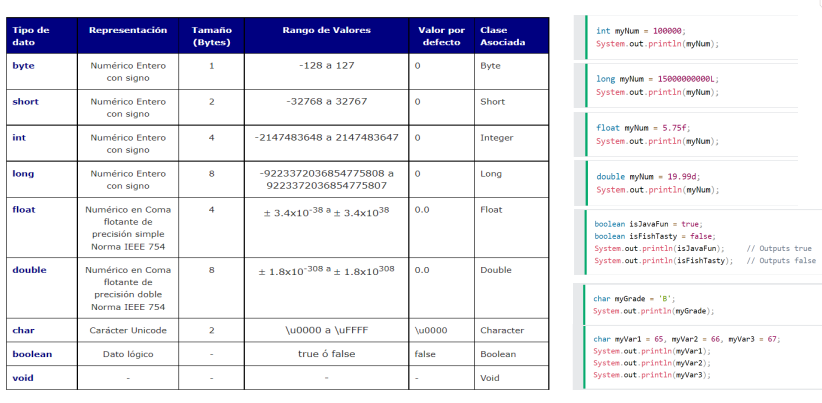 Tipo de dato Representación Tamaño (Bytes) Rango de Valores Valor por defecto Clase Asociada
byte Numérico Entero con signo 1 -128 a 127 0 Byte
short Numérico Entero con signo 2 -32768 a 32767 0 Short
int Numérico Entero con signo 4 -2147483648 a 2147483647 0 Integer
long Numérico Entero con signo 8 -9223372036854775808 a 9223372036854775807 0 Long
float Numérico en Coma flotante de precisión simple Norma IEEE 754 4 ± 3.4x10^-38 a ± 3.4x10^38 0.0 Float
double Numérico en Coma flotante de precisión doble Norma IEEE 754 8 ± 1.8x10^-308 a ± 1.8x10^308 0.0 Double
char Carácter Unicode 2 \u0000 a \uFFFF \u0000 Character
boolean Dato lógico - true ó false false Boolean
void - - - - Void
int myNum = 100000;
System.out.println(myNum);
long myNum = 15000000000L;
System.out.println(myNum);
float myNum = 5.75f;
System.out.println(myNum);
double myNum = 19.99d;
System.out.println(myNum);
boolean isJavaFun = true;
boolean isFishTasty = false;
System.out.println(isJavaFun); // Outputs true
System.out.println(isFishTasty); // Outputs false
char myGrade = 'B';
System.out.println(myGrade);
char myVar1 = 65, myVar2 = 66, myVar3 = 67;
System.out.println(myVar1);
System.out.println(myVar2);
System.out.println(myVar3);